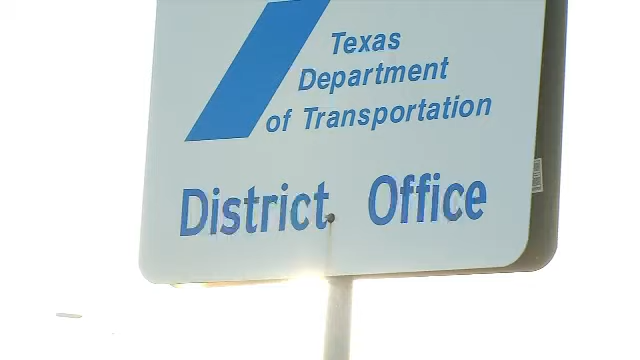 Texas
Department
of Transportation
District Office